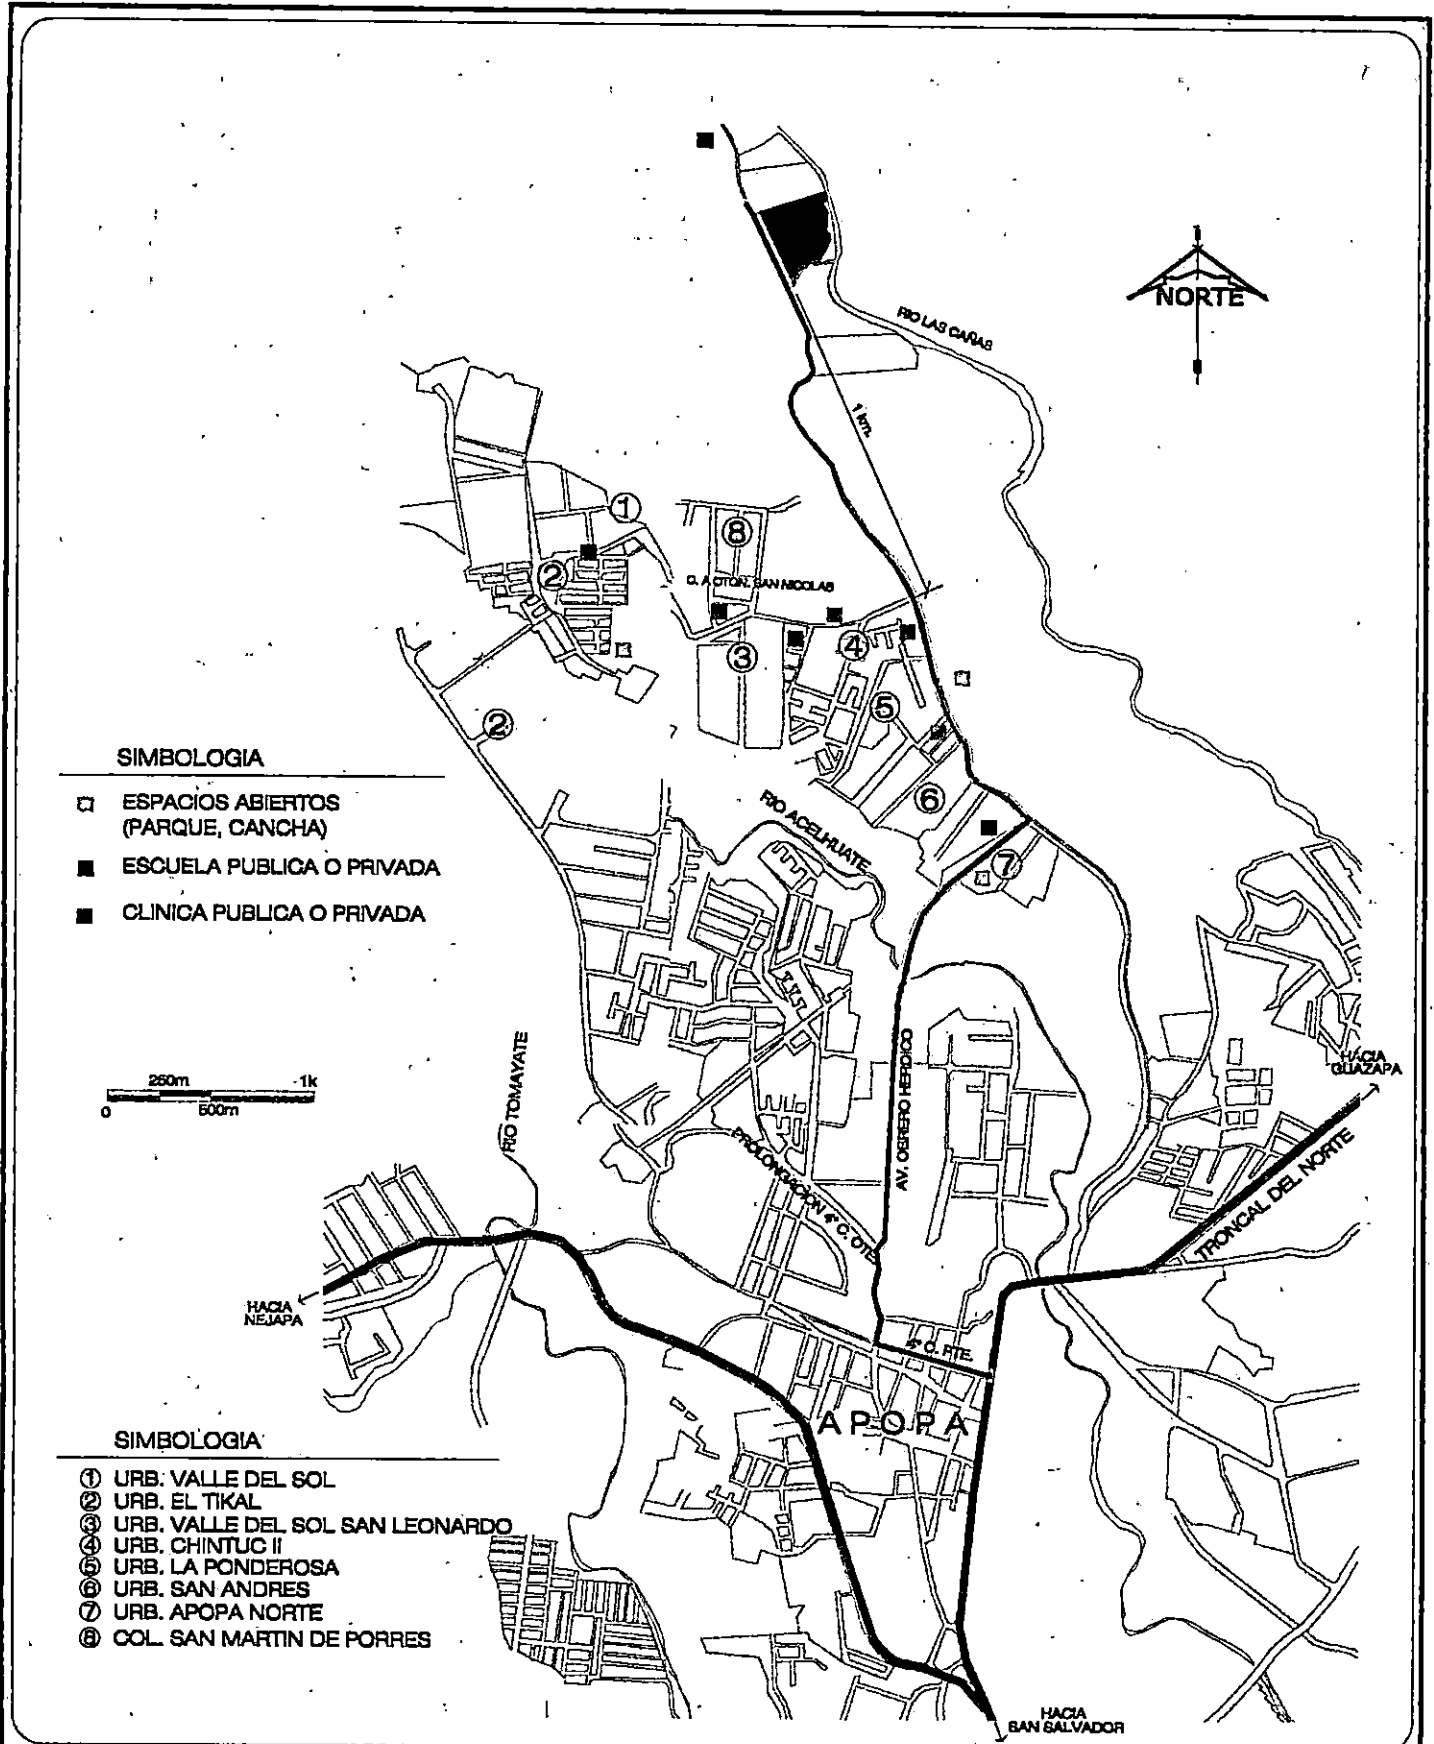 NORTE
RIO LAS CAÑAS
1 km.
①
⑧
②
C. A CTON. SAN NICOLAS
④
③
⑤
②
SIMBOLOGIA
ESPACIOS ABIERTOS
(PARQUE, CANCHA)
ESCUELA PUBLICA O PRIVADA
CLINICA PUBLICA O PRIVADA
⑥
RIO ACELHUATE
⑦
250m 1k
0 500m
RIO TOMAYATE
AV. OBRERO HEROICO
HACIA
GUAZAPA
PROLONGACION 4ª C. OTE.
TRONCAL DEL NORTE
HACIA
NEJAPA
4ª C. PTE.
APOPA
SIMBOLOGIA
① URB. VALLE DEL SOL
② URB. EL TIKAL
③ URB. VALLE DEL SOL SAN LEONARDO
④ URB. CHINTUC II
⑤ URB. LA PONDEROSA
⑥ URB. SAN ANDRES
⑦ URB. APOPA NORTE
⑧ COL. SAN MARTIN DE PORRES
HACIA
SAN SALVADOR